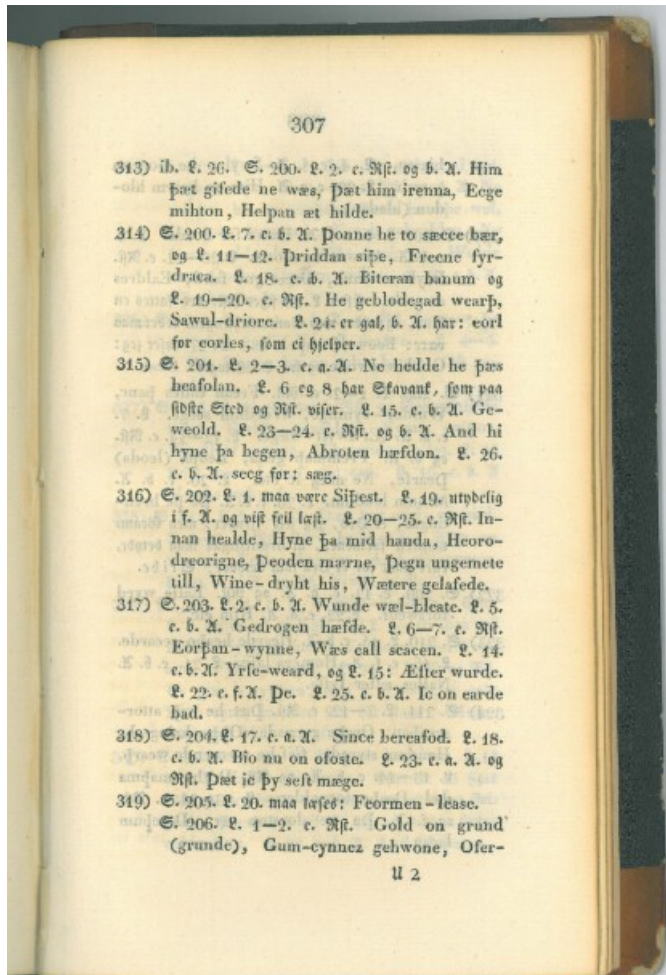 307
313) ib. L. 26. S. 200. L. 2. e. Rst. og b. A. Him
þæt gifede ne wæs, Þæt him irenna, Ecge
mihton, Helpan æt hilde.
314) S. 200. L. 7. e. b. A. Þonne he to sæcce bær,
og L. 11—12. Þriddan siþe, Frecne fyr-
draca. L. 18. e. b. A. Biteran banum og
L. 19—20. e. Rst. He geblodegad wearþ,
Sawul-driore. L. 24. er gal, b. A. har: eorl
for eorles, som ei hjelper.
315) S. 201. L. 2—3. e. a. A. Ne hedde he þæs
heafolan. L. 6 eg 8 har Skavank, som paa
sidste Sted og Rst. viser. L. 15. e. b. A. Ge-
weold. L. 23—24. e. Rst. og b. A. And hi
hyne þa begen, Abroten hæfdon. L. 26.
e. b. A. secg for: sæg.
316) S. 202. L. 1. maa være Siþest. L. 19. utydelig
i f. A. og vist feil læst. L. 20—25. e. Rst. In-
nan healde, Hyne þa mid handa, Heoro-
dreorigne, Þeoden mærne, Þegn ungemete
till, Wine-dryht his, Wætere gelafede.
317) S. 203. L. 2. e. b. A. Wunde wæl-bleate. L. 5.
e. b. A. Gedrogen hæfde. L. 6—7. e. Rst.
Eorþan-wynne, Wæs eall scacen. L. 14.
e. b. A. Yrfe-weard, og L. 15: Æfter wurde.
L. 22. e. f. A. Þe. L. 25. e. b. A. Ic on earde
bad.
318) S. 204. L. 17. e. a. A. Since bereafod. L. 18.
e. b. A. Bio nu on ofoste. L. 23. e. a. A. og
Rst. Þæt ic þy seft mæge.
319) S. 205. L. 20. maa læses: Feormen-lease.
S. 206. L. 1—2. e. Rst. Gold on grund
(grunde), Gum-cynnez gehwone, Ofer-
U 2